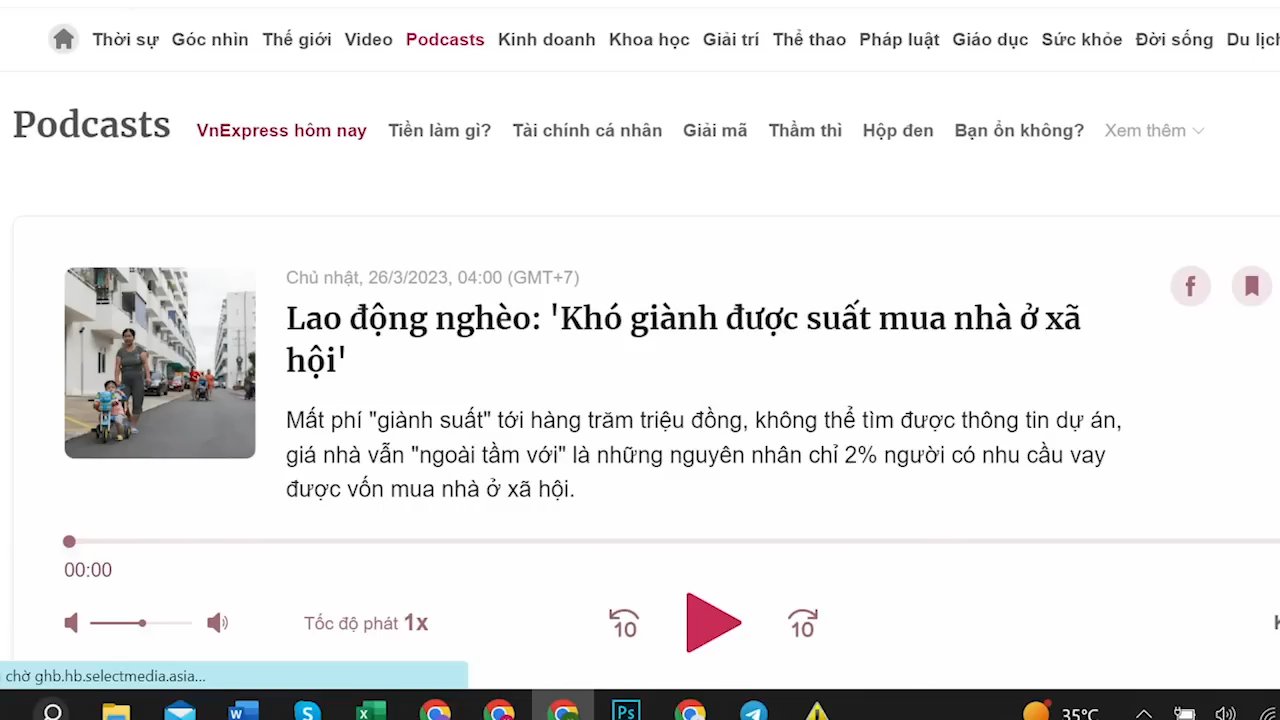 Thời sự Góc nhìn Thế giới Video Podcasts Kinh doanh Khoa học Giải trí Thể thao Pháp luật Giáo dục Sức khỏe Đời sống Du lịch
Podcasts VnExpress hôm nay Tiền làm gì? Tài chính cá nhân Giải mã Thầm thì Hộp đen Bạn ổn không? Xem thêm
Chủ nhật, 26/3/2023, 04:00 (GMT+7)
Lao động nghèo: 'Khó giành được suất mua nhà ở xã
hội'
Mất phí "giành suất" tới hàng trăm triệu đồng, không thể tìm được thông tin dự án,
giá nhà vẫn "ngoài tầm với" là những nguyên nhân chỉ 2% người có nhu cầu vay
được vốn mua nhà ở xã hội.
00:00
Tốc độ phát 1x 10 10
chờ ghb.hb.selectmedia.asia...
Ps 35°C